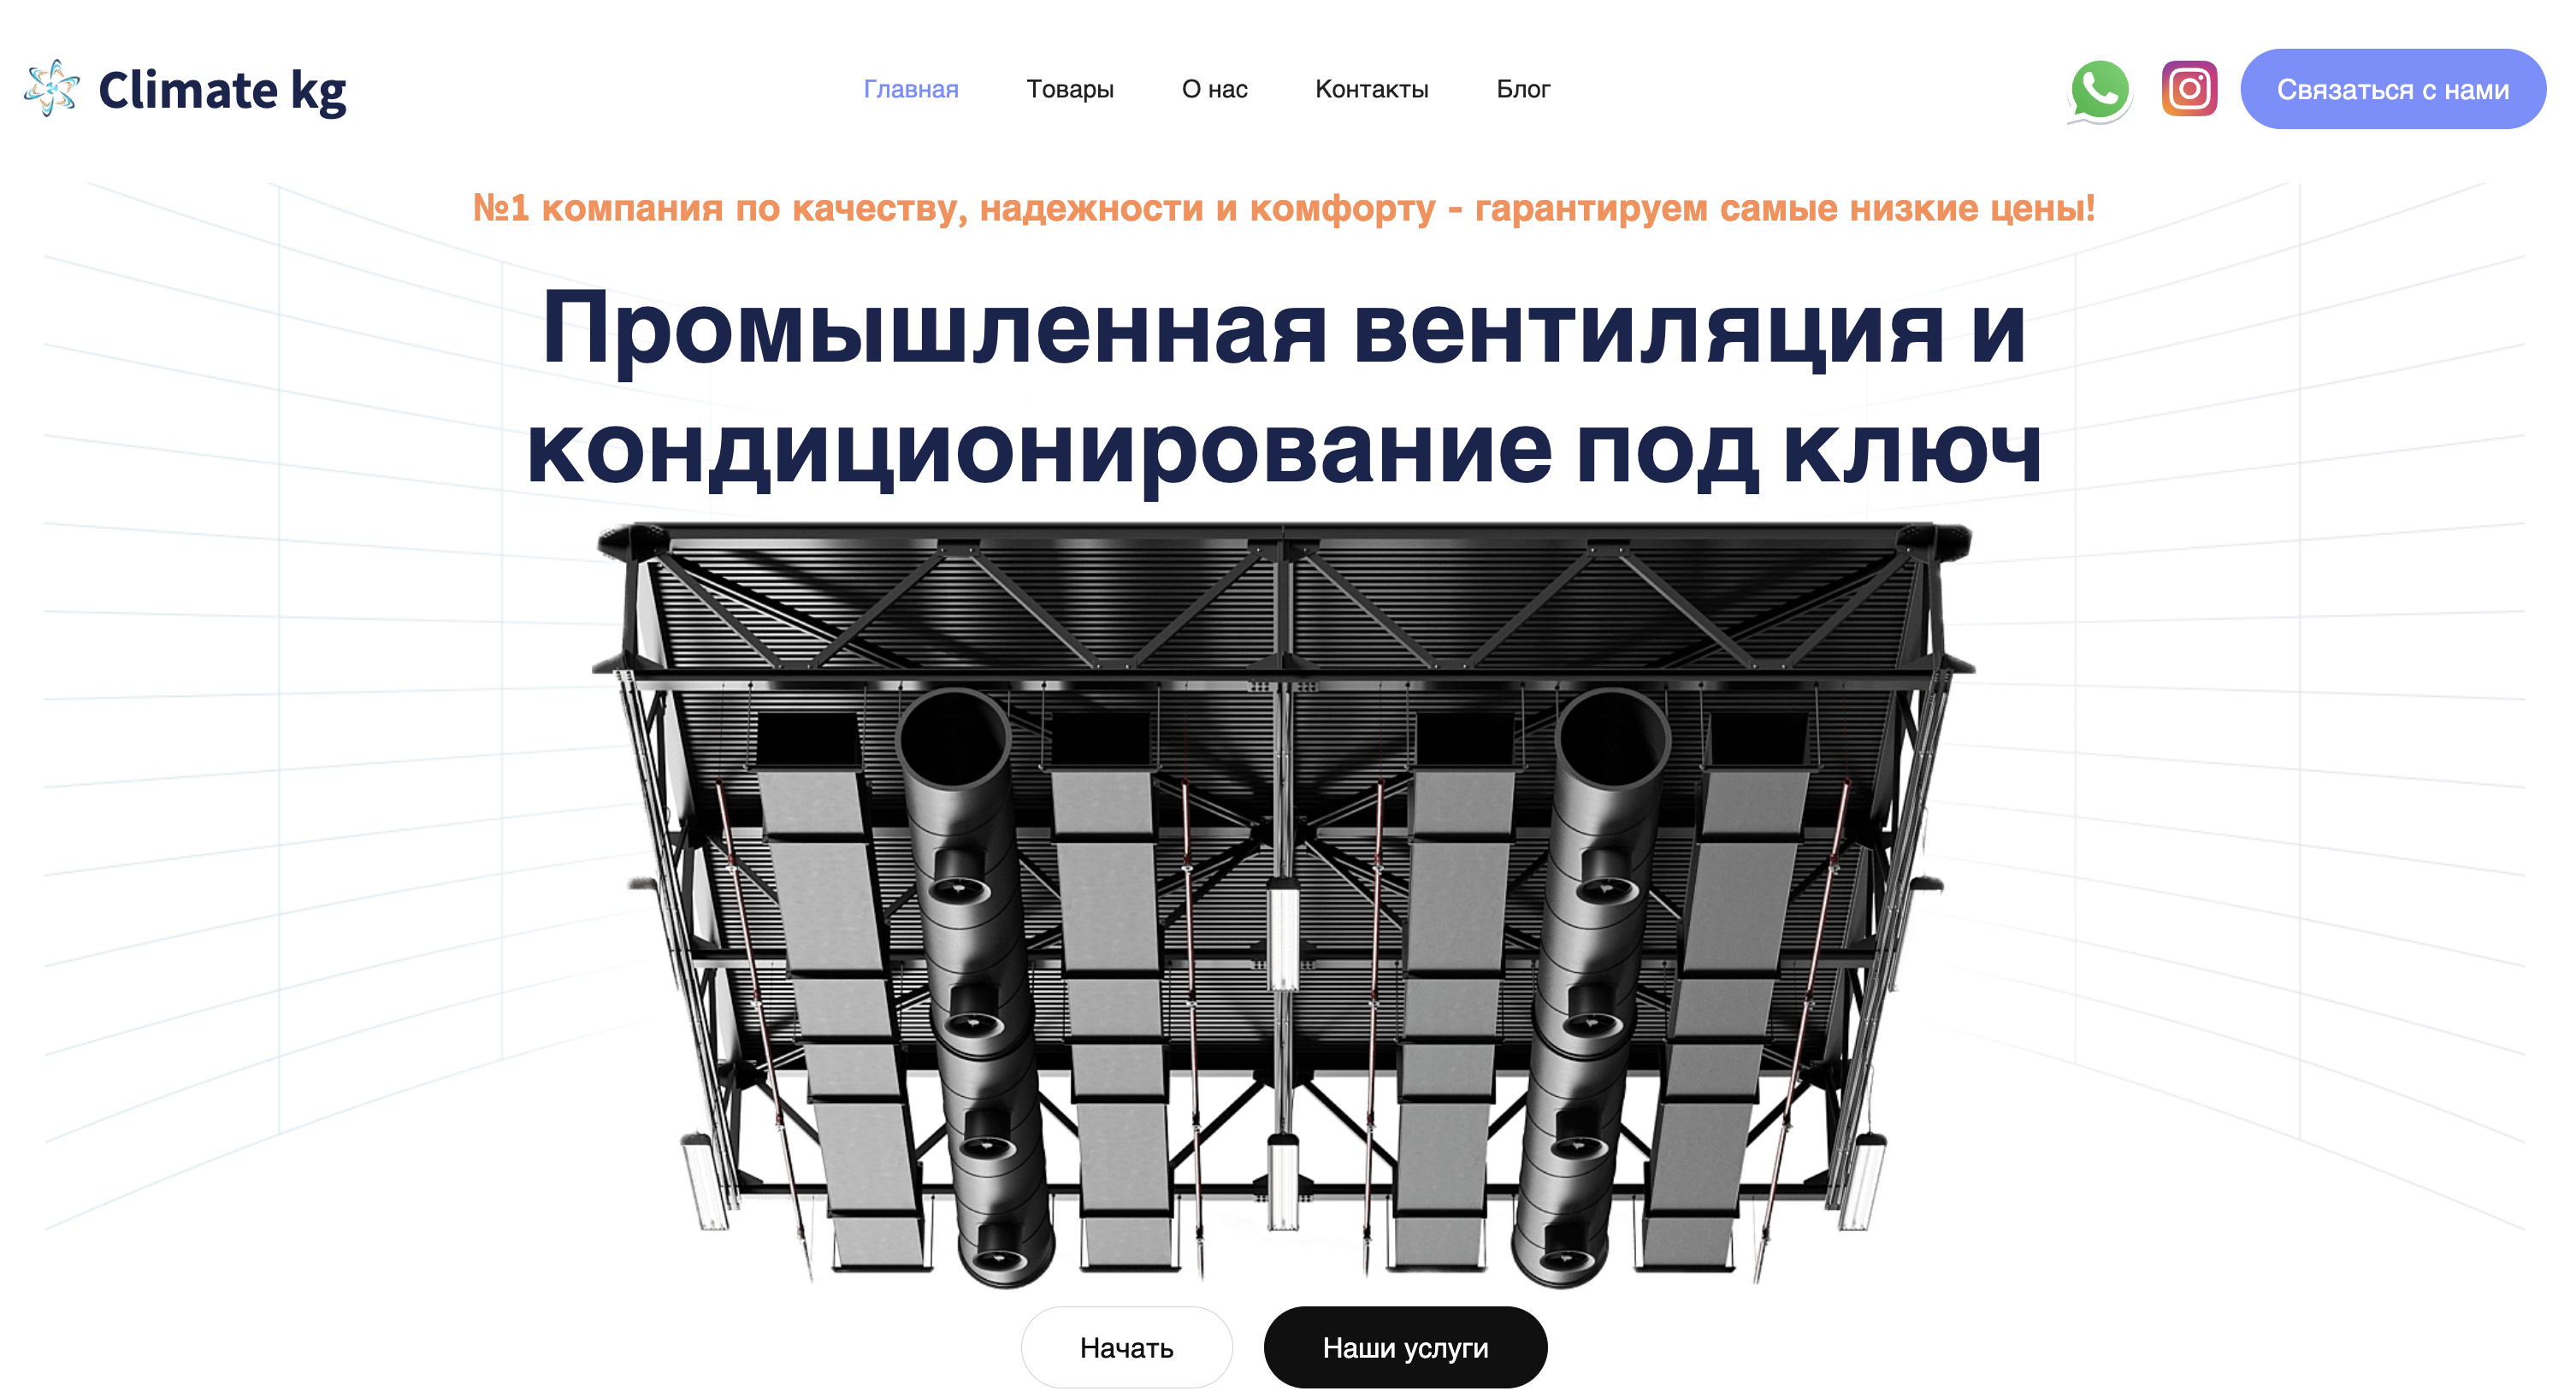 Climate kg
Главная
Товары
О нас
Контакты
Блог
Связаться с нами
№1 компания по качеству, надежности и комфорту - гарантируем самые низкие цены!
Промышленная вентиляция и
кондиционирование под ключ
Начать
Наши услуги